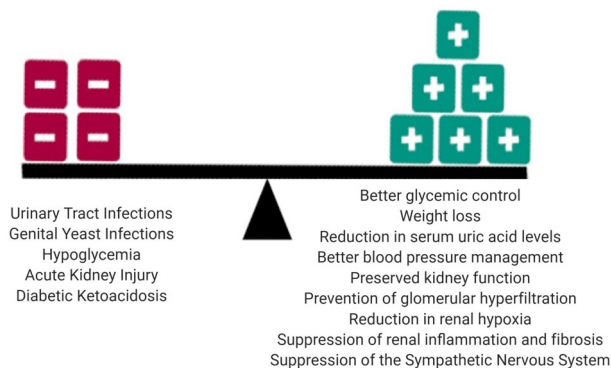 Urinary Tract Infections
Genital Yeast Infections
Hypoglycemia
Acute Kidney Injury
Diabetic Ketoacidosis
Better glycemic control
Weight loss
Reduction in serum uric acid levels
Better blood pressure management
Preserved kidney function
Prevention of glomerular hyperfiltration
Reduction in renal hypoxia
Suppression of renal inflammation and fibrosis
Suppression of the Sympathetic Nervous System